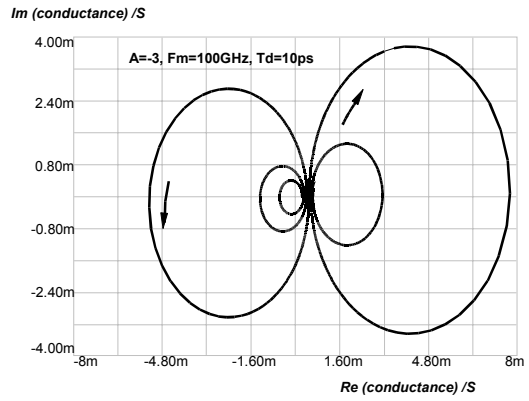 Im (conductance) /S
4.00m
A=-3, Fm=100GHz, Td=10ps
2.40m
0.80m
-0.80m
-2.40m
-4.00m
-8m -4.80m -1.60m 1.60m 4.80m 8m
Re (conductance) /S